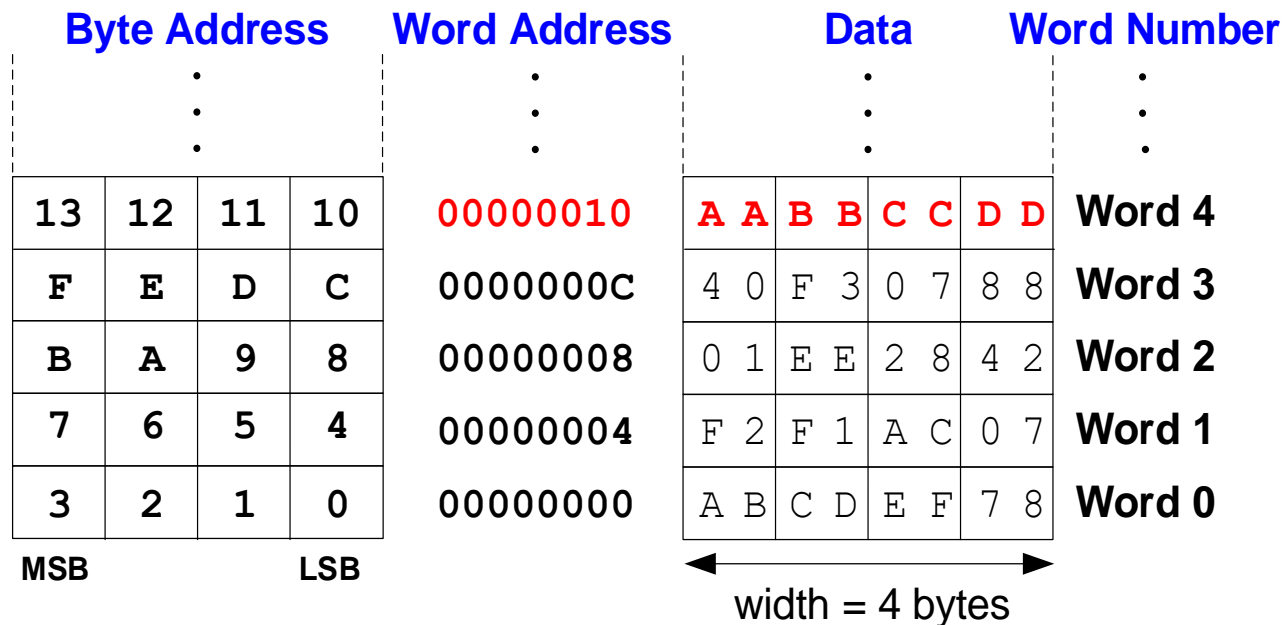 Byte Address Word Address Data Word Number
13 12 11 10 00000010 A A B B C C D D Word 4
F E D C 0000000C 4 0 F 3 0 7 8 8 Word 3
B A 9 8 00000008 0 1 E E 2 8 4 2 Word 2
7 6 5 4 00000004 F 2 F 1 A C 0 7 Word 1
3 2 1 0 00000000 A B C D E F 7 8 Word 0
MSB LSB
width = 4 bytes